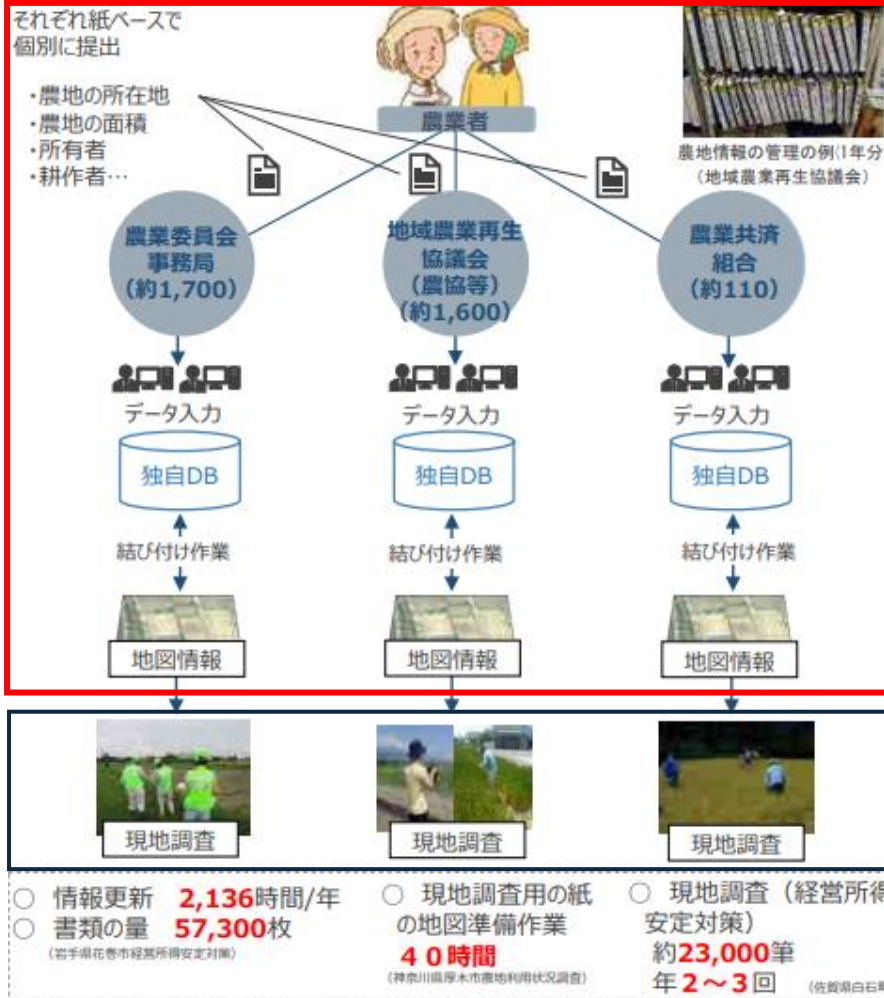 それぞれ紙ベースで
個別に提出
・農地の所在地
・農地の面積
・所有者
・耕作者…
農業者
農地情報の管理の例(1年分
(地域農業再生協議会)
農業委員会
事務局
(約1,700)
地域農業再生
協議会
(農協等)
(約1,600)
農業共済
組合
(約110)
データ入力
データ入力
データ入力
独自DB
独自DB
独自DB
結び付け作業
結び付け作業
結び付け作業
地図情報
地図情報
地図情報
現地調査
現地調査
現地調査
○ 情報更新 2,136時間/年
○ 書類の量 57,300枚
(岩手県花巻市経営所得安定対策)
○ 現地調査用の紙
の地図準備作業
40時間
(神奈川県厚木市農地利用状況調査)
○ 現地調査(経営所得
安定対策)
約23,000筆
年2~3回
(佐賀県白石町